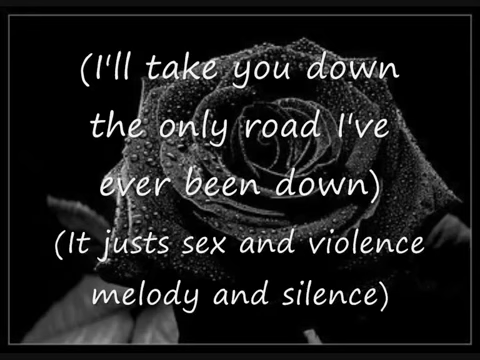 (I'll take you down
the only road I've
ever been down)
(It justs sex and violence
melody and silence)